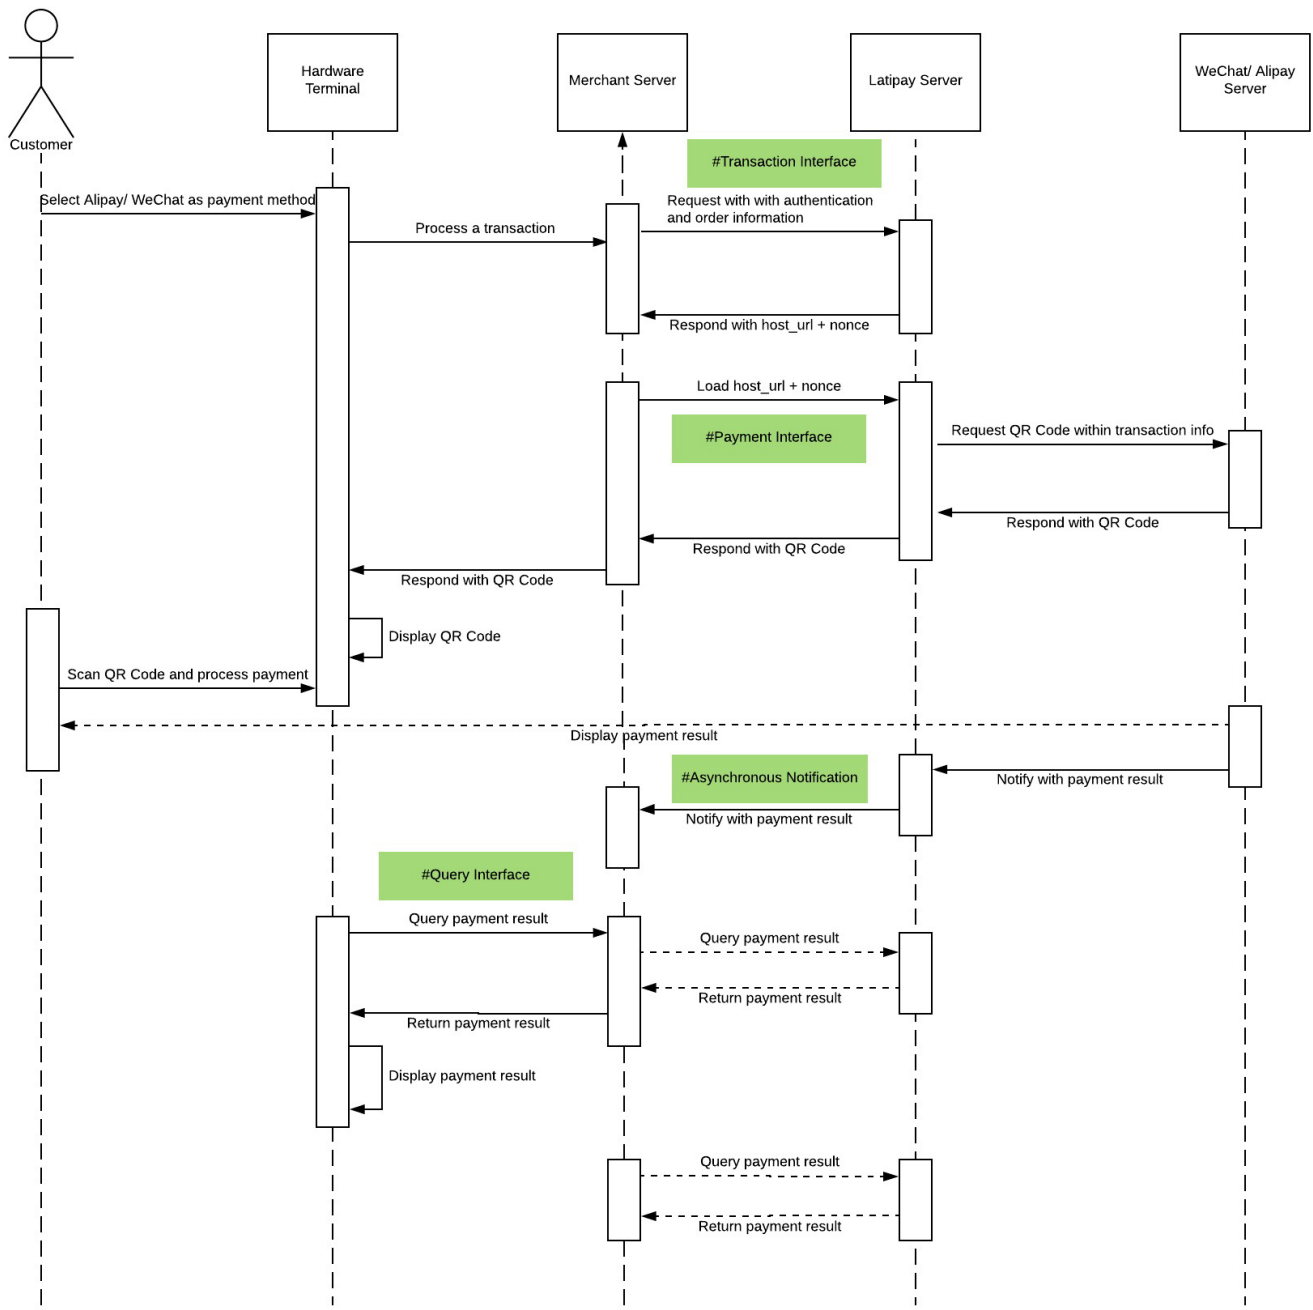 Customer
Hardware
Terminal
Merchant Server
Latipay Server
WeChat/ Alipay
Server
#Transaction Interface
Select Alipay/ WeChat as payment method
Process a transaction
Request with with authentication
and order information
Respond with host_url + nonce
Load host_url + nonce
#Payment Interface
Request QR Code within transaction info
Respond with QR Code
Respond with QR Code
Respond with QR Code
Display QR Code
Scan QR Code and process payment
Display payment result
#Asynchronous Notification
Notify with payment result
Notify with payment result
#Query Interface
Query payment result
Query payment result
Return payment result
Return payment result
Display payment result
Query payment result
Return payment result